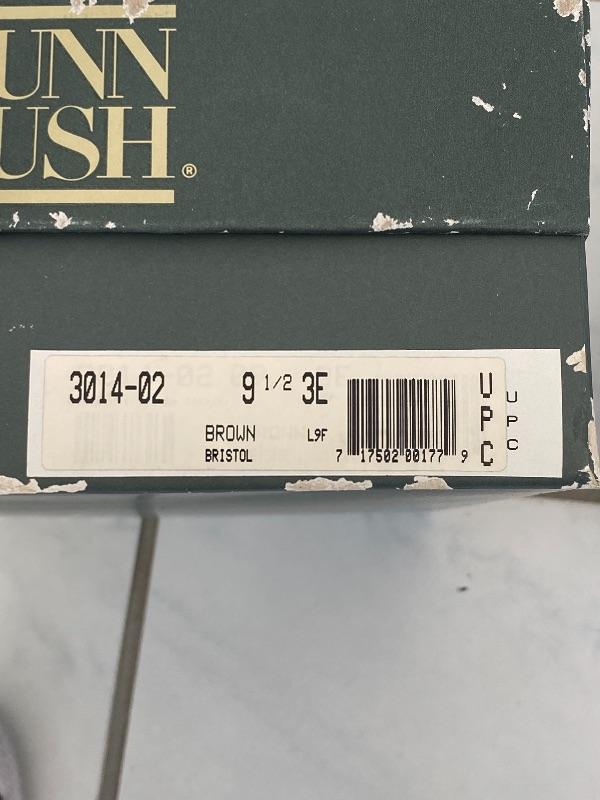 UNN
USH®
3014-02 9 1/2 3E
BROWN L9F
BRISTOL 7 17502 00177 9
UPC
UPC